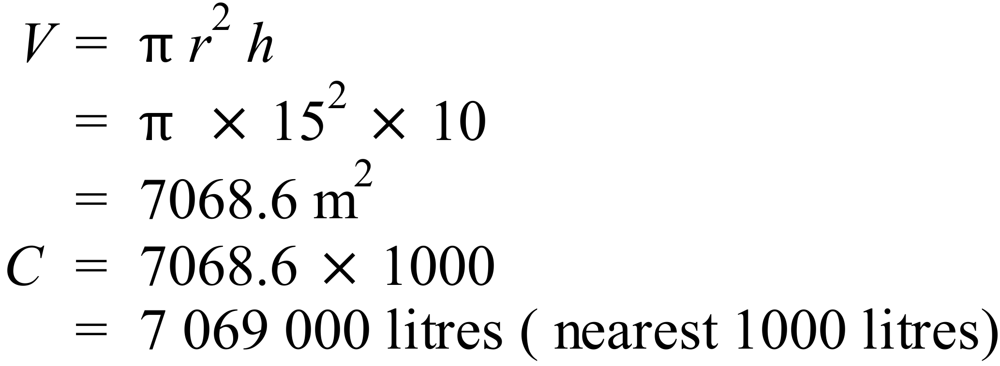 V = π r² h
= π × 15² × 10
= 7068.6 m²
C = 7068.6 × 1000
= 7 069 000 litres ( nearest 1000 litres)